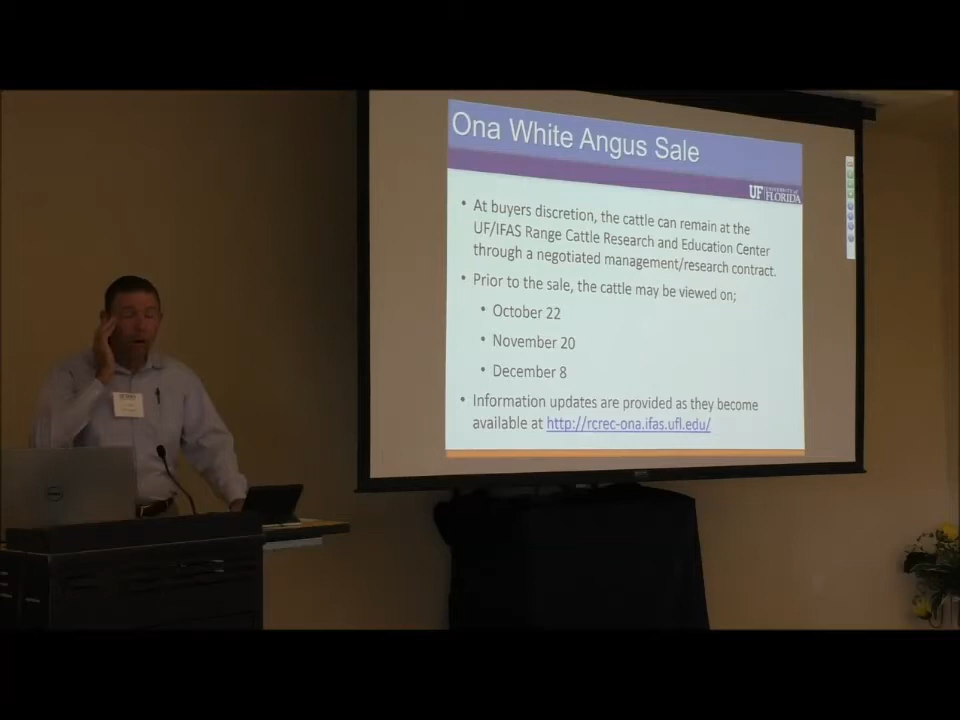 Ona White Angus Sale
UF UNIVERSITY of
FLORIDA
• At buyers discretion, the cattle can remain at the
UF/IFAS Range Cattle Research and Education Center
through a negotiated management/research contract.
• Prior to the sale, the cattle may be viewed on;
• October 22
• November 20
• December 8
• Information updates are provided as they become
available at http://rcrec-ona.ifas.ufl.edu/
DELL